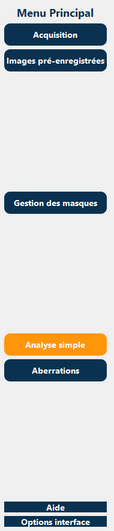 Menu Principal
Acquisition
Images pré-enregistrées
Gestion des masques
Analyse simple
Aberrations
Aide
Options interface